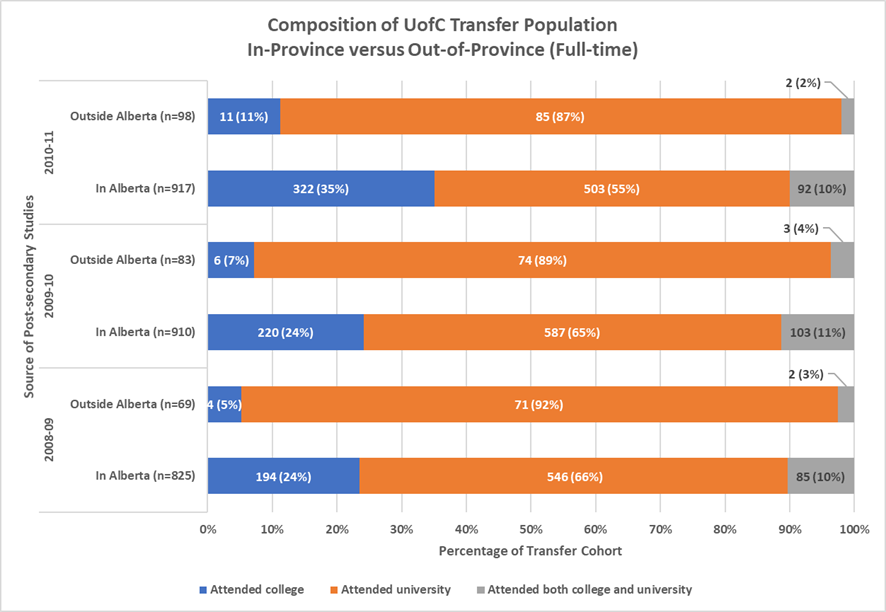 Composition of UofC Transfer Population
In-Province versus Out-of-Province (Full-time)
Source of Post-secondary Studies
2010-11
Outside Alberta (n=98)
11 (11%)
85 (87%)
2 (2%)
In Alberta (n=917)
322 (35%)
503 (55%)
92 (10%)
2009-10
Outside Alberta (n=83)
6 (7%)
74 (89%)
3 (4%)
In Alberta (n=910)
220 (24%)
587 (65%)
103 (11%)
2008-09
Outside Alberta (n=69)
4 (5%)
71 (92%)
2 (3%)
In Alberta (n=825)
194 (24%)
546 (66%)
85 (10%)
0% 10% 20% 30% 40% 50% 60% 70% 80% 90% 100%
Percentage of Transfer Cohort
Attended college Attended university Attended both college and university